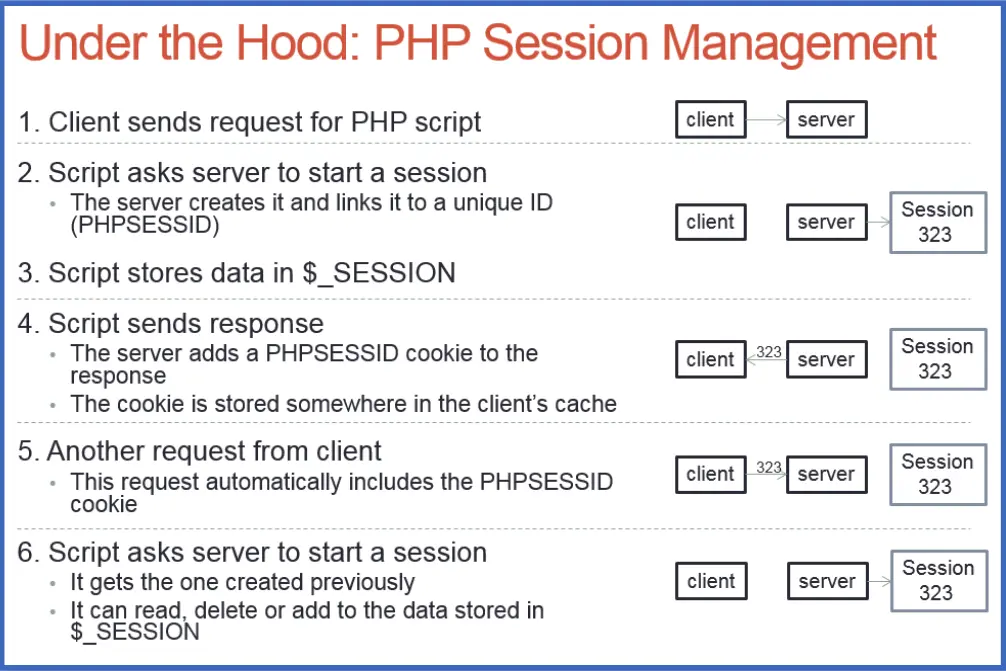 Under the Hood: PHP Session Management
1. Client sends request for PHP script
client
server
2. Script asks server to start a session
• The server creates it and links it to a unique ID
(PHPSESSID)
client
server
Session
323
3. Script stores data in $_SESSION
4. Script sends response
• The server adds a PHPSESSID cookie to the
response
• The cookie is stored somewhere in the client's cache
client
323
server
Session
323
5. Another request from client
• This request automatically includes the PHPSESSID
cookie
client
323
server
Session
323
6. Script asks server to start a session
• It gets the one created previously
• It can read, delete or add to the data stored in
$_SESSION
client
server
Session
323